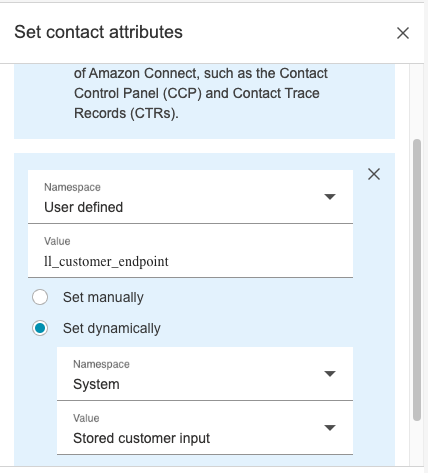 Set contact attributes
of Amazon Connect, such as the Contact
Control Panel (CCP) and Contact Trace
Records (CTRs).
Namespace
User defined
Value
ll_customer_endpoint
Set manually
Set dynamically
Namespace
System
Value
Stored customer input